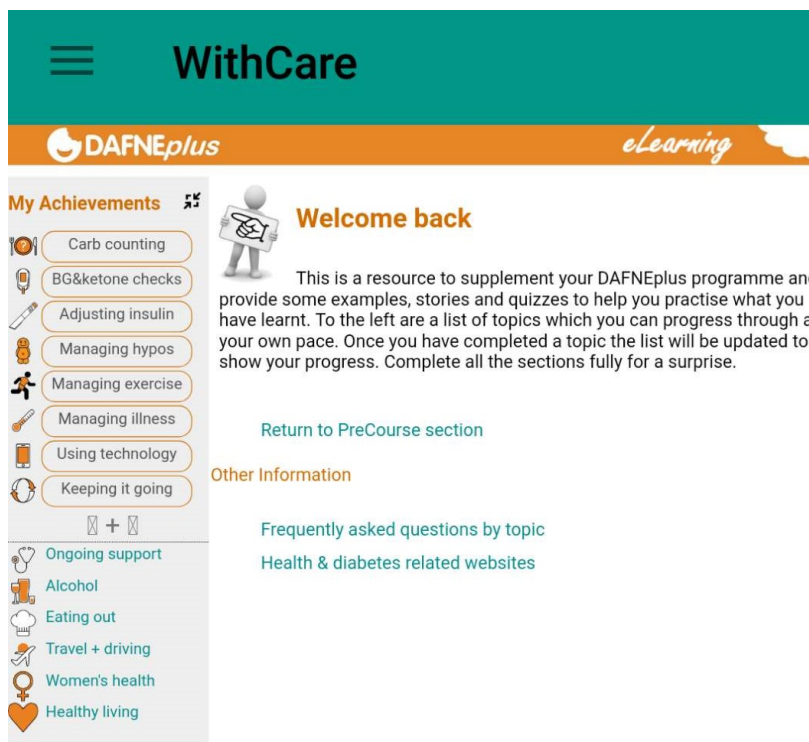 WithCare
DAFNEplus
eLearning
My Achievements
Carb counting
BG&ketone checks
Adjusting insulin
Managing hypos
Managing exercise
Managing illness
Using technology
Keeping it going
+
Ongoing support
Alcohol
Eating out
Travel + driving
Women's health
Healthy living
Welcome back
This is a resource to supplement your DAFNEplus programme and
provide some examples, stories and quizzes to help you practise what you
have learnt. To the left are a list of topics which you can progress through a
your own pace. Once you have completed a topic the list will be updated to
show your progress. Complete all the sections fully for a surprise.
Return to PreCourse section
Other Information
Frequently asked questions by topic
Health & diabetes related websites